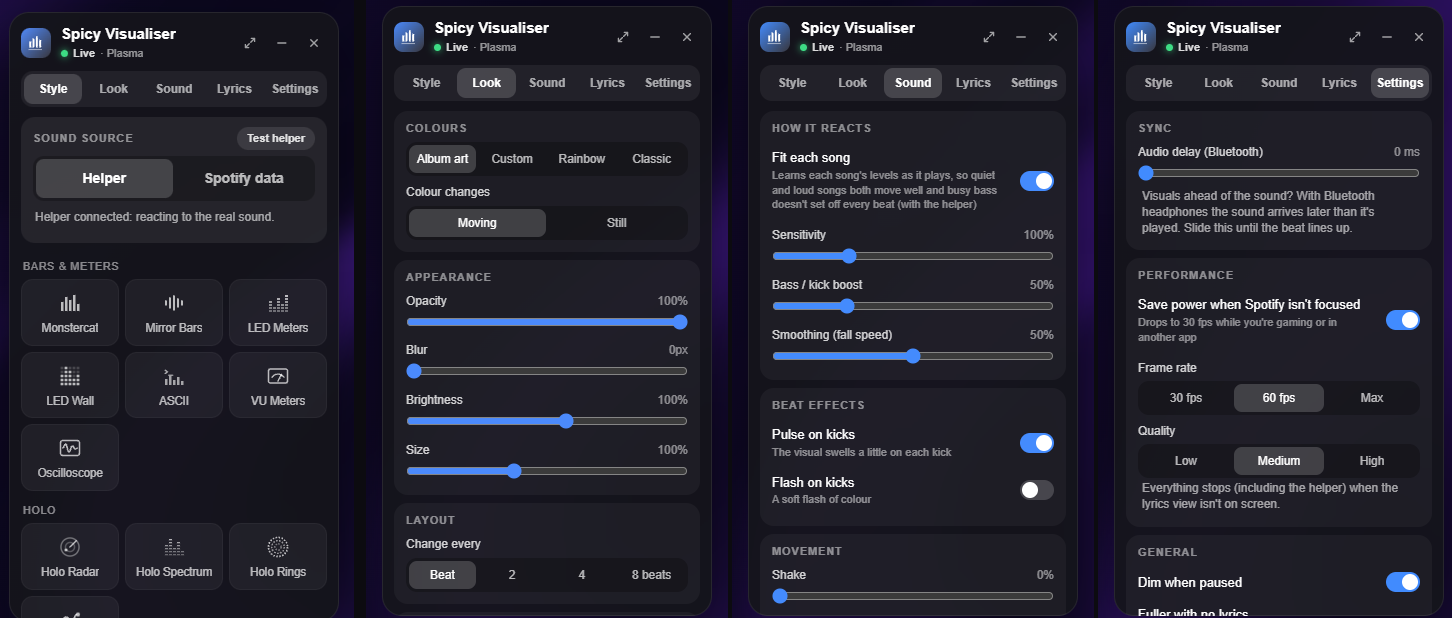 Spicy Visualiser
Live · Plasma
Style Look Sound Lyrics Settings
SOUND SOURCE
Test helper
Helper Spotify data
Helper connected: reacting to the real sound.
BARS & METERS
Monstercat Mirror Bars LED Meters
LED Wall ASCII VU Meters
Oscilloscope
HOLO
Holo Radar Holo Spectrum Holo Rings
Spicy Visualiser
Live · Plasma
Style Look Sound Lyrics Settings
COLOURS
Album art Custom Rainbow Classic
Colour changes
Moving Still
APPEARANCE
Opacity 100%
Blur 0px
Brightness 100%
Size 100%
LAYOUT
Change every
Beat 2 4 8 beats
Spicy Visualiser
Live · Plasma
Style Look Sound Lyrics Settings
HOW IT REACTS
Fit each song
Learns each song's levels as it plays, so quiet
and loud songs both move well and busy bass
doesn't set off every beat (with the helper)
Sensitivity 100%
Bass / kick boost 50%
Smoothing (fall speed) 50%
BEAT EFFECTS
Pulse on kicks
The visual swells a little on each kick
Flash on kicks
A soft flash of colour
MOVEMENT
Shake 0%
Spicy Visualiser
Live · Plasma
Style Look Sound Lyrics Settings
SYNC
Audio delay (Bluetooth) 0 ms
Visuals ahead of the sound? With Bluetooth
headphones the sound arrives later than it's
played. Slide this until the beat lines up.
PERFORMANCE
Save power when Spotify isn't focused
Drops to 30 fps while you're gaming or in
another app
Frame rate
30 fps 60 fps Max
Quality
Low Medium High
Everything stops (including the helper) when the
lyrics view isn't on screen.
GENERAL
Dim when paused
Fuller with no lyrics